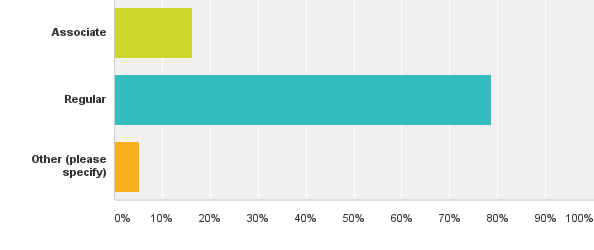 Associate
Regular
Other (please
specify)
0% 10% 20% 30% 40% 50% 60% 70% 80% 90% 100%